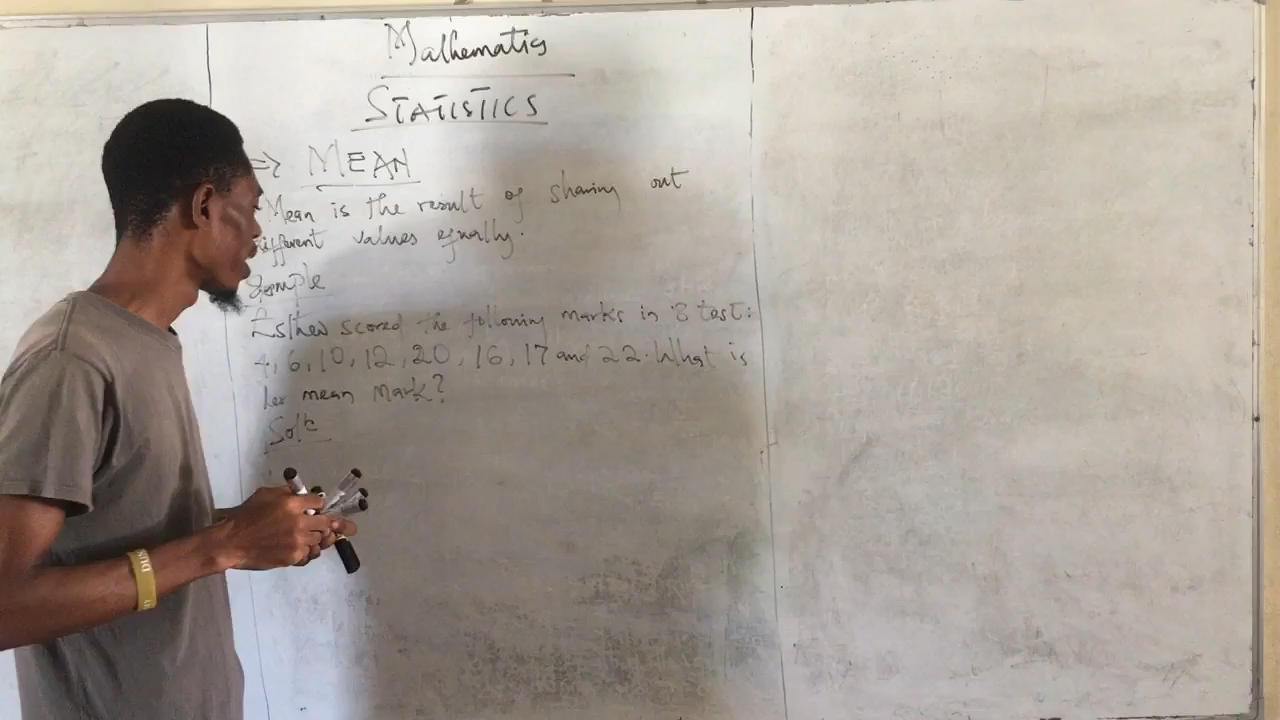 Mathematics
STATISTICS
=> MEAN
Mean is the result of sharing out
different values equally.
Example
Esther scored the following marks in 8 test:
4, 6, 10, 12, 20, 16, 17 and 22. What is
her mean mark?
Soln